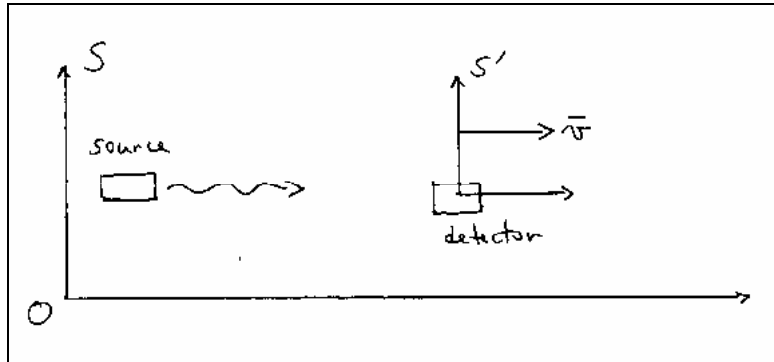 S
S'
v̄
source
detector
O